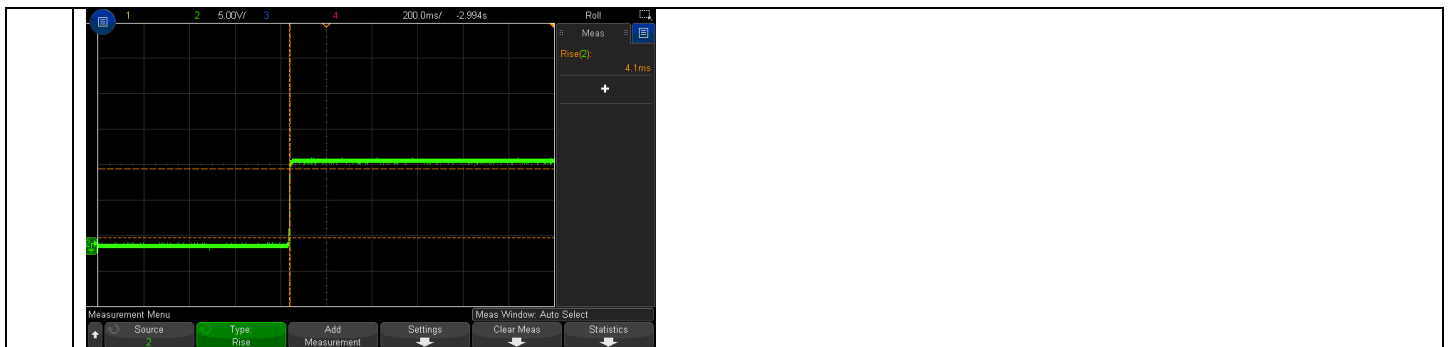 1 2 5.00V/ 3 4 200.0ms/ -2.994s Roll
Meas
Rise(2):
4.1ms
+
Measurement Menu Meas Window: Auto Select
Source Type: Add Settings Clear Meas Statistics
2 Rise Measurement